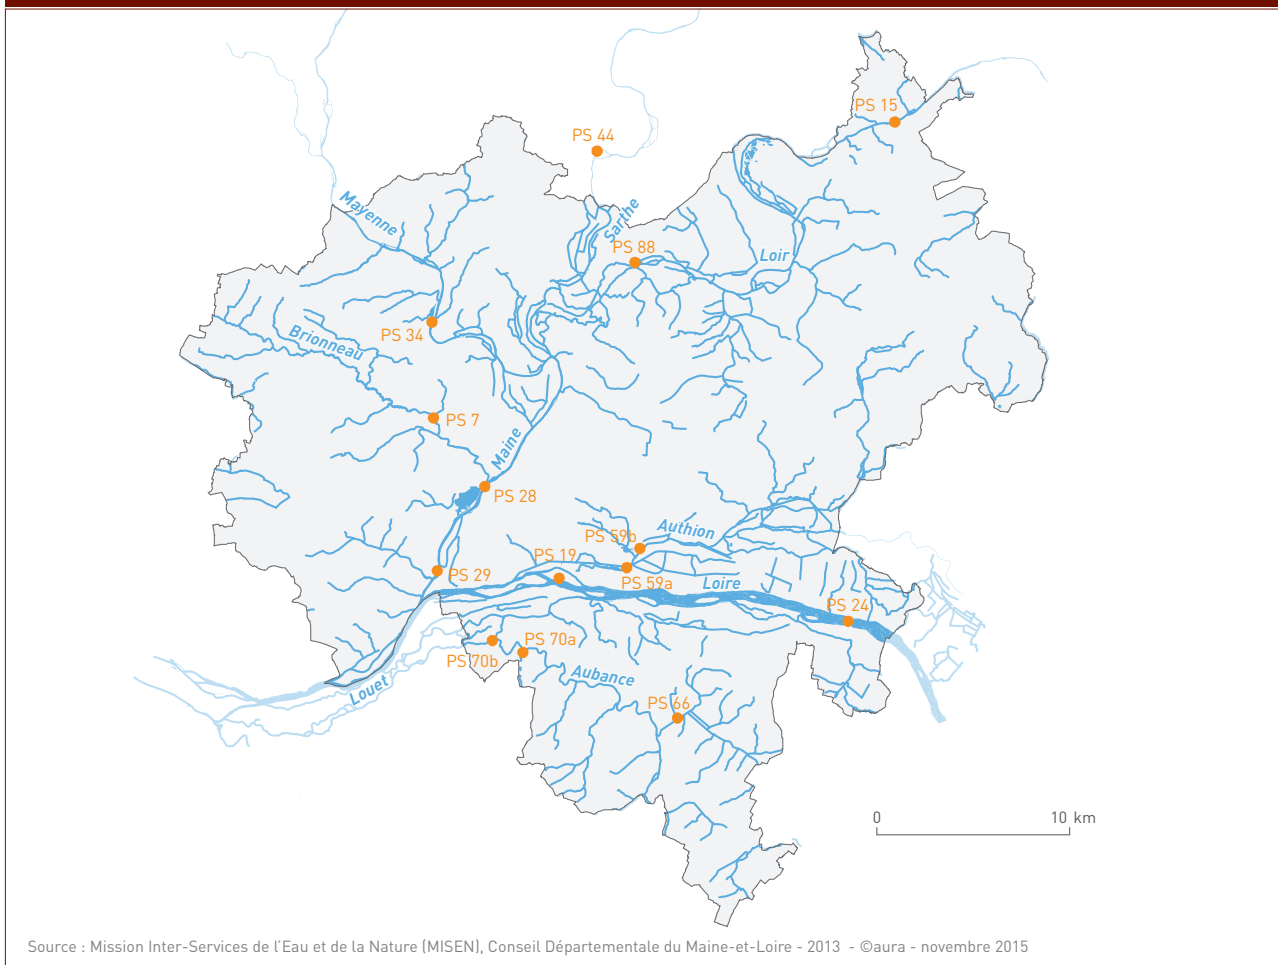 PS 15
PS 44
Mayenne
Sarthe
PS 88
Loir
PS 34
Brionneau
PS 7
Maine
PS 28
Authion
PS 59b
PS 19
PS 29
PS 59a
Loire
PS 24
PS 70a
PS 70b
Aubance
Louet
PS 66
0 10 km
Source : Mission Inter-Services de l'Eau et de la Nature (MISEN), Conseil Départementale du Maine-et-Loire - 2013 - ©aura - novembre 2015